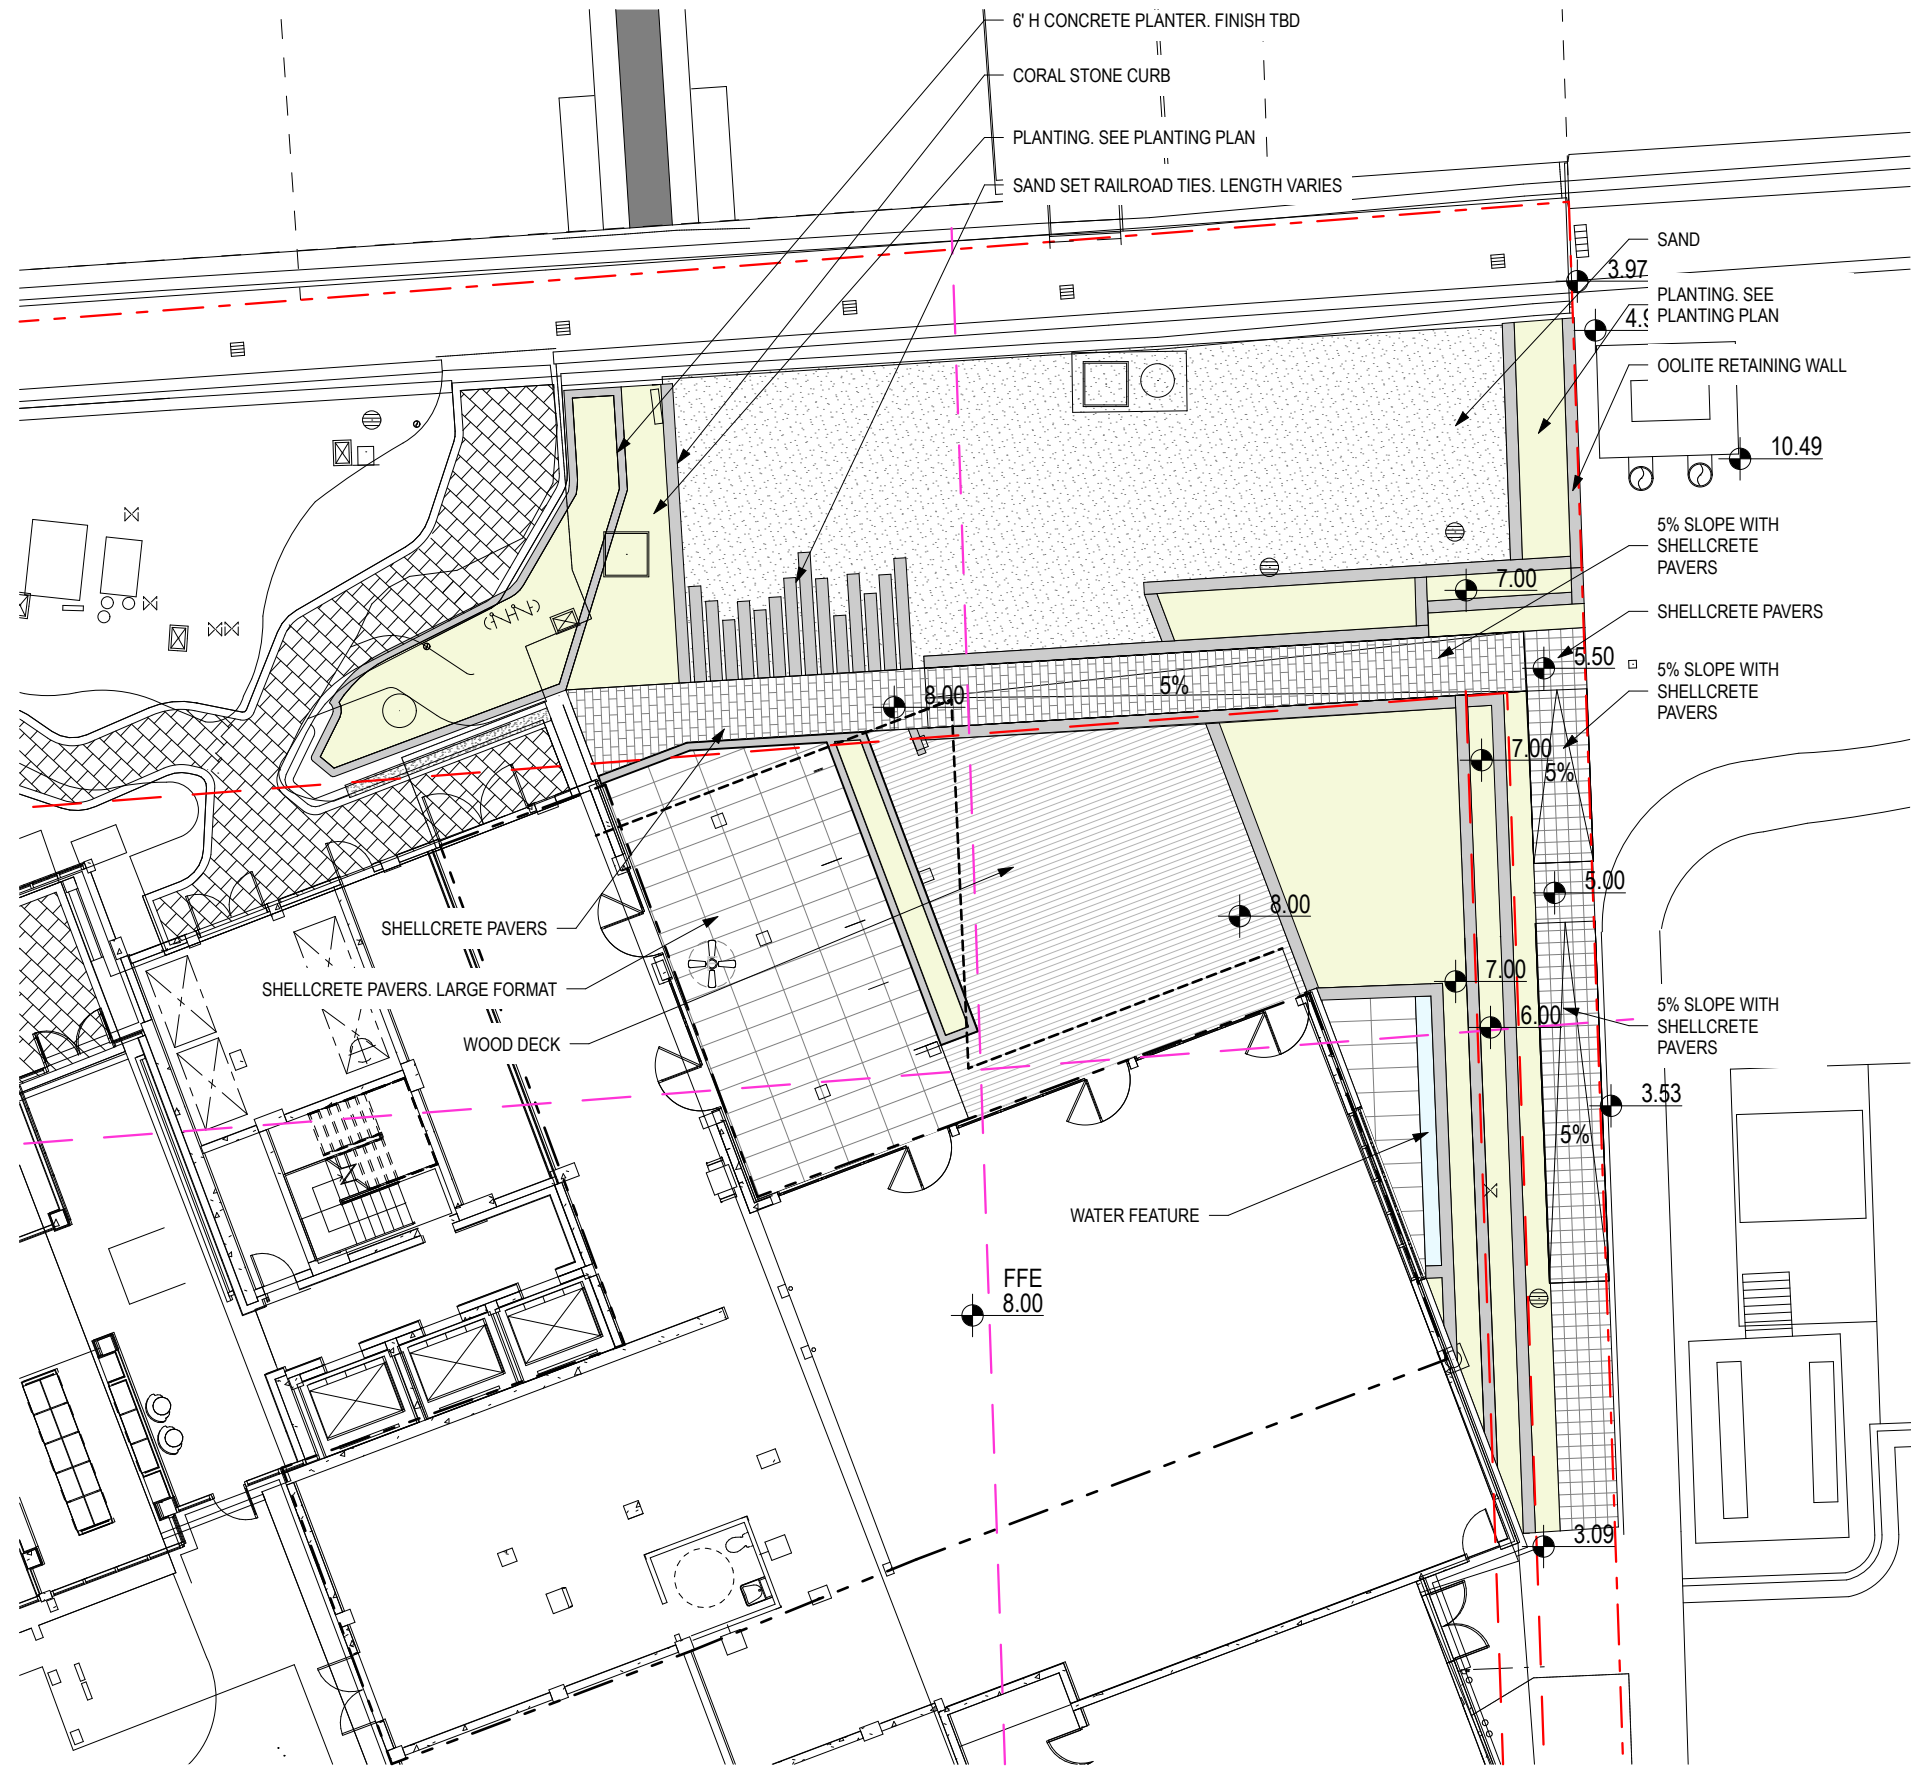 6' H CONCRETE PLANTER. FINISH TBD
CORAL STONE CURB
PLANTING. SEE PLANTING PLAN
SAND SET RAILROAD TIES. LENGTH VARIES
SAND
3.97
PLANTING. SEE
PLANTING PLAN
OOLITE RETAINING WALL
10.49
5% SLOPE WITH
SHELLCRETE
PAVERS
7.00
SHELLCRETE PAVERS
5.50
5% SLOPE WITH
SHELLCRETE
PAVERS
8.00
5%
7.00
5%
5.00
8.00
SHELLCRETE PAVERS
SHELLCRETE PAVERS. LARGE FORMAT
WOOD DECK
7.00
6.00
5% SLOPE WITH
SHELLCRETE
PAVERS
3.53
5%
WATER FEATURE
FFE
8.00
3.09